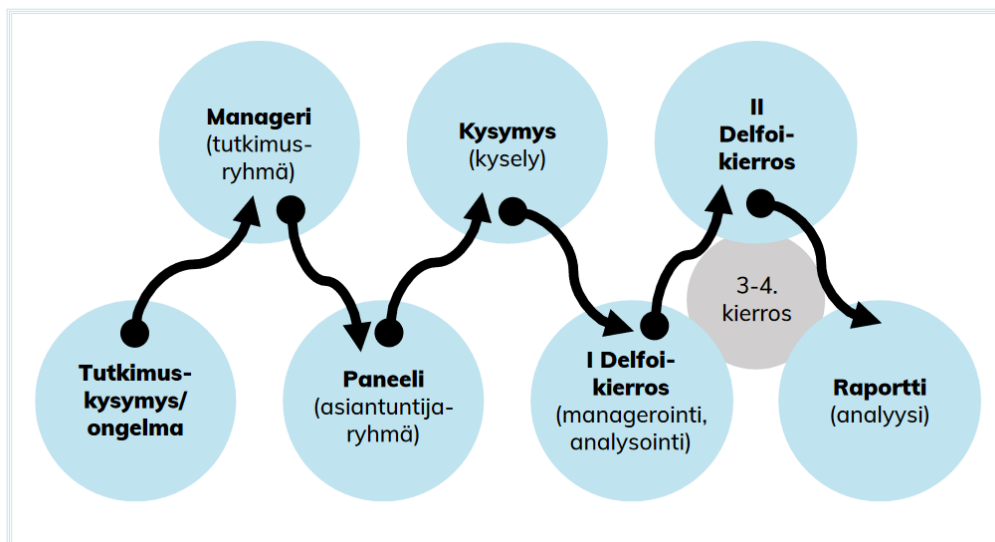 Tutkimus-
kysymys/
ongelma
Manageri
(tutkimus-
ryhmä)
Paneeli
(asiantuntija-
ryhmä)
Kysymys
(kysely)
I Delfoi-
kierros
(managerointi,
analysointi)
II
Delfoi-
kierros
3-4.
kierros
Raportti
(analyysi)